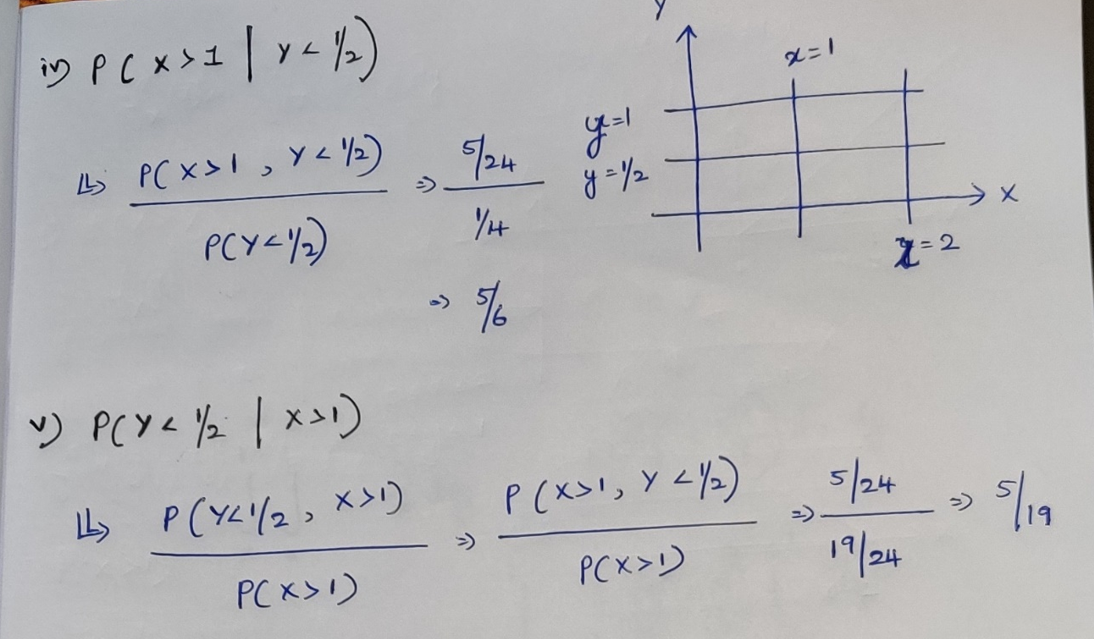 iv) P( X > 1 | Y < 1/2)
Y
x=1
y=1
y = 1/2
X
x = 2
↳ P(X>1 , Y < 1/2) ⇒ 5/24
P(Y < 1/2) 1/4
⇒ 5/6
v) P(Y < 1/2 | X>1)
↳ P(Y<1/2 , X>1) ⇒ P(X>1, Y < 1/2) ⇒ 5/24 ⇒ 5/19
P(X>1) P(X>1) 19/24